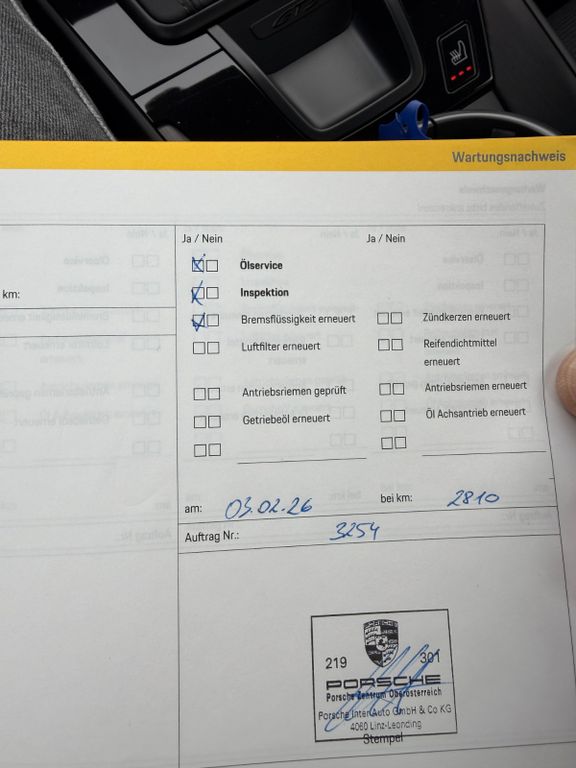 Wartungsnachweis
km:
Ja / Nein
Ja / Nein
Ölservice
Inspektion
Bremsflüssigkeit erneuert
Zündkerzen erneuert
Luftfilter erneuert
Reifendichtmittel
erneuert
Antriebsriemen geprüft
Antriebsriemen erneuert
Getriebeöl erneuert
Öl Achsantrieb erneuert
am: 03.02.26
bei km: 2810
Auftrag Nr.: 3254
PORSCHE
219 301
PORSCHE
Porsche Zentrum Oberösterreich
Porsche Inter Auto GmbH & Co KG
4060 Linz-Leonding
Stempel